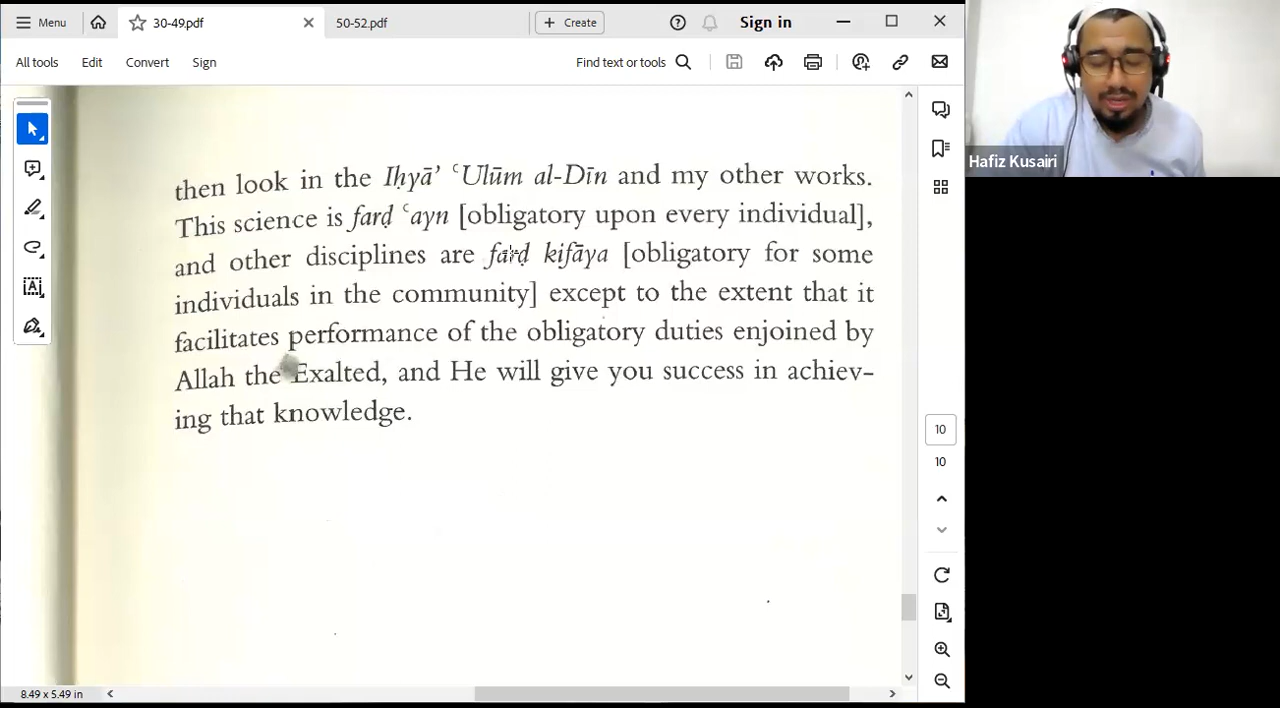 Menu
30-49.pdf
50-52.pdf
Create
Sign in
All tools
Edit
Convert
Sign
Find text or tools
then look in the Iḥyāʾ ʿUlūm al-Dīn and my other works.
This science is farḍ ʿayn [obligatory upon every individual],
and other disciplines are farḍ kifāya [obligatory for some
individuals in the community] except to the extent that it
facilitates performance of the obligatory duties enjoined by
Allah the Exalted, and He will give you success in achiev-
ing that knowledge.
10
10
8.49 x 5.49 in
Hafiz Kusairi